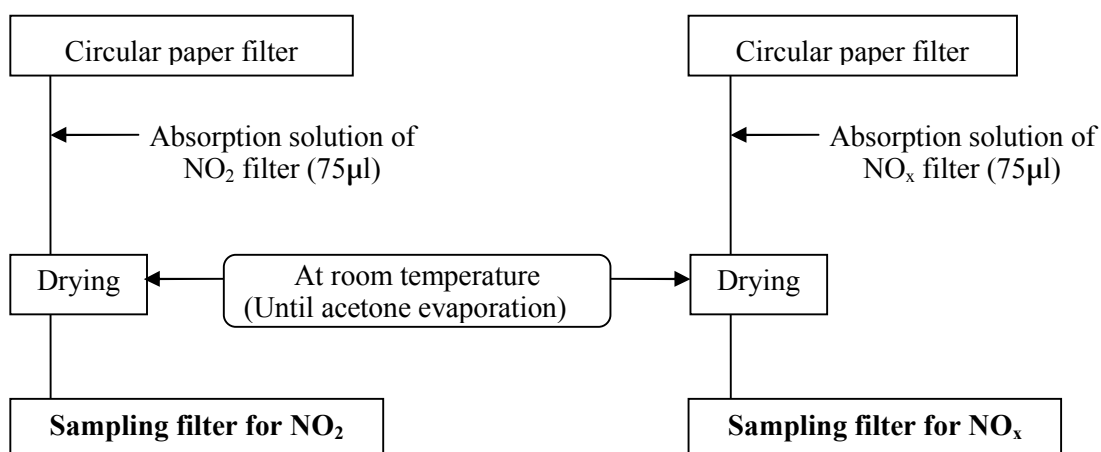 Circular paper filter
Absorption solution of
NO₂ filter (75µl)
Drying
Sampling filter for NO₂
At room temperature
(Until acetone evaporation)
Circular paper filter
Absorption solution of
NOₓ filter (75µl)
Drying
Sampling filter for NOₓ